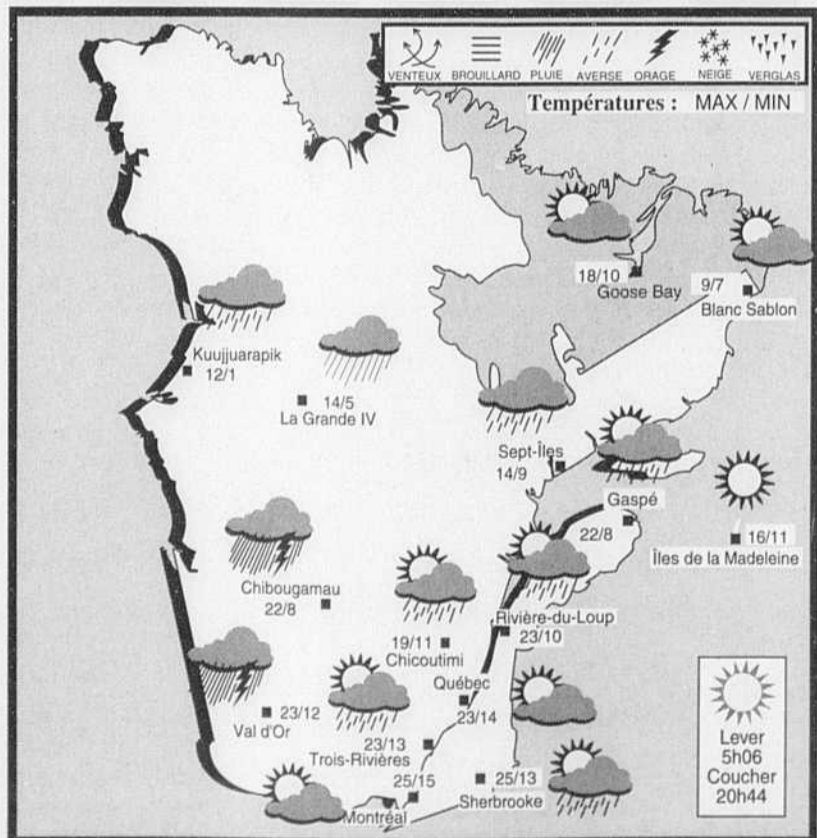 VENTEUX BROUILLARD PLUIE AVERSE ORAGE NEIGE VERGLAS
Températures : MAX / MIN
18/10
Goose Bay
9/7
Blanc Sablon
Kuujjuarapik
12/1
14/5
La Grande IV
Sept-Îles
14/9
Gaspé
22/8
16/11
Îles de la Madeleine
Chibougamau
22/8
Rivière-du-Loup
23/10
19/11
Chicoutimi
Québec
23/14
23/12
Val d'Or
23/13
Trois-Rivières
25/15
Montréal
25/13
Sherbrooke
Lever
5h06
Coucher
20h44